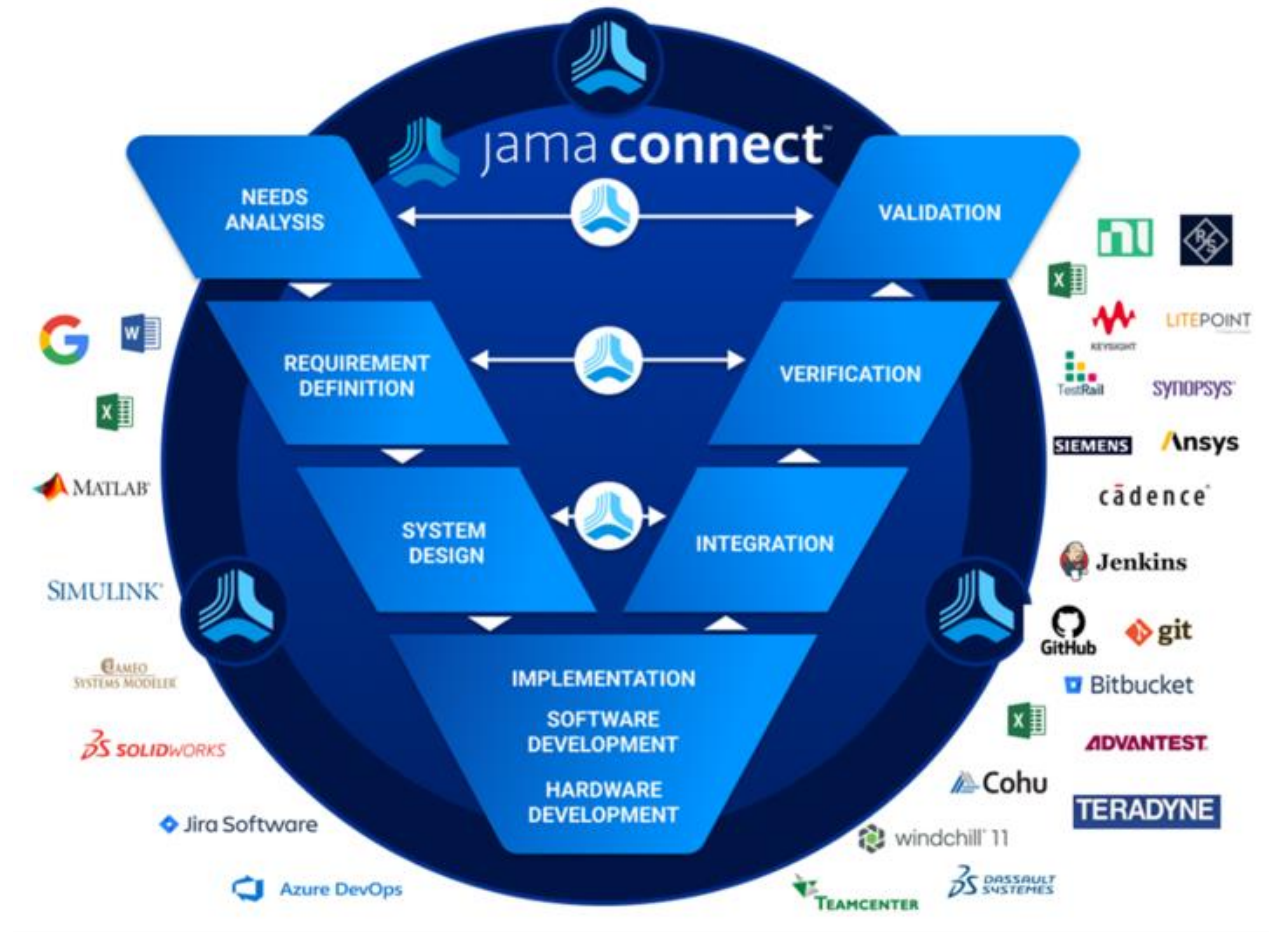 jama connect™
NEEDS
ANALYSIS
VALIDATION
REQUIREMENT
DEFINITION
VERIFICATION
SYSTEM
DESIGN
INTEGRATION
IMPLEMENTATION
SOFTWARE
DEVELOPMENT
HARDWARE
DEVELOPMENT
G
W
X
MATLAB®
SIMULINK®
CAMEO
SYSTEMS MODELER
SOLIDWORKS
Jira Software
Azure DevOps
ni
R S
X
KEYSIGHT
LITEPOINT
TestRail
SYNOPSYS®
SIEMENS
Ansys
cādence®
Jenkins
GitHub
git
Bitbucket
X
ADVANTEST
Cohu
TERADYNE
windchill® 11
TEAMCENTER
DASSAULT
SYSTEMES